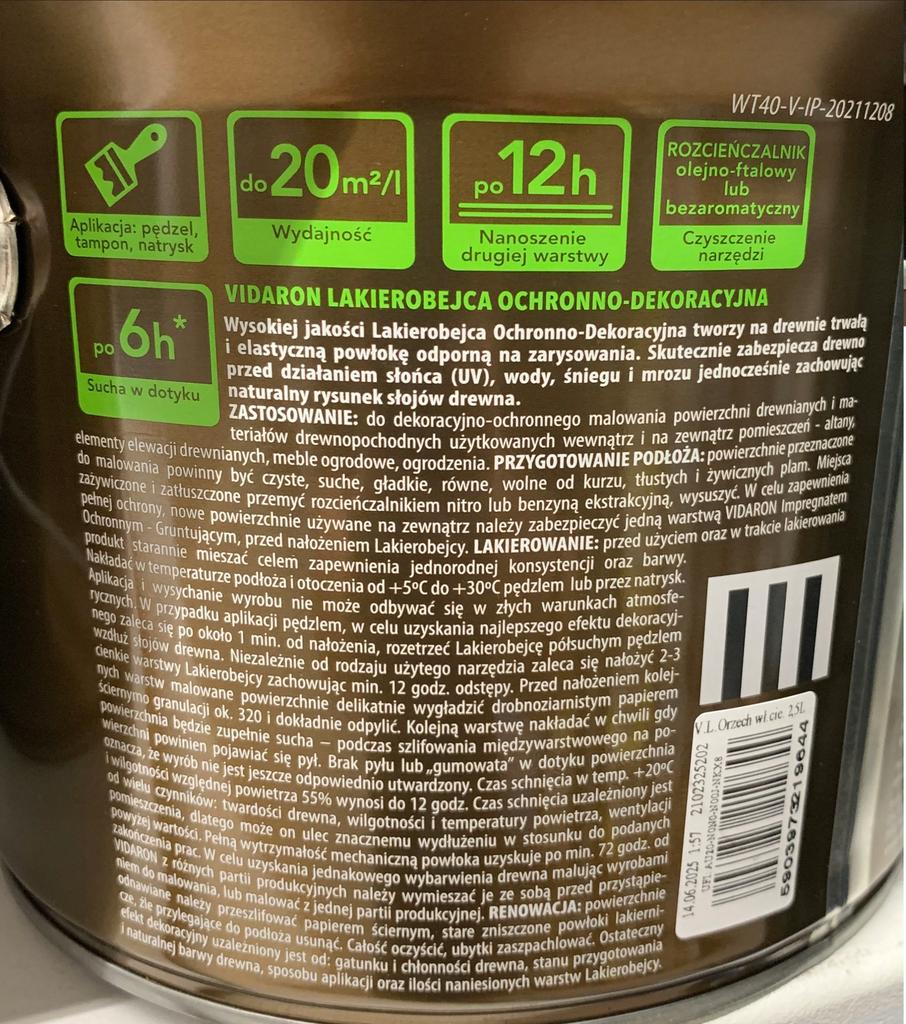 WT40-V-IP-20211208
Aplikacja: pędzel,
tampon, natrysk
do 20 m²/l
Wydajność
po 12h
Nanoszenie
drugiej warstwy
ROZCIEŃCZALNIK
olejno-ftalowy
lub
bezaromatyczny
Czyszczenie
narzędzi
po 6h*
Sucha w dotyku
VIDARON LAKIEROBEJCA OCHRONNO-DEKORACYJNA
Wysokiej jakości Lakierobejca Ochronno-Dekoracyjna tworzy na drewnie trwałą
i elastyczną powłokę odporną na zarysowania. Skutecznie zabezpiecza drewno
przed działaniem słońca (UV), wody, śniegu i mrozu jednocześnie zachowując
naturalny rysunek słojów drewna.
ZASTOSOWANIE: do dekoracyjno-ochronnego malowania powierzchni drewnianych i ma-
teriałów drewnopochodnych użytkowanych wewnątrz i na zewnątrz pomieszczeń - altany,
elementy elewacji drewnianych, meble ogrodowe, ogrodzenia. PRZYGOTOWANIE PODŁOŻA: powierzchnie przeznaczone
do malowania powinny być czyste, suche, gładkie, równe, wolne od kurzu, tłustych i żywicznych plam. Miejsca
zażywiczone i zatłuszczone przemyć rozcieńczalnikiem nitro lub benzyną ekstrakcyjną, wysuszyć. W celu zapewnienia
pełnej ochrony, nowe powierzchnie używane na zewnątrz należy zabezpieczyć jedną warstwą VIDARON Impregnatem
Ochronnym - Gruntującym, przed nałożeniem Lakierobejcy. LAKIEROWANIE: przed użyciem oraz w trakcie lakierowania
produkt starannie mieszać celem zapewnienia jednorodnej konsystencji oraz barwy.
Nakładać w temperaturze podłoża i otoczenia od +5°C do +30°C pędzlem lub przez natrysk.
Aplikacja i wysychanie wyrobu nie może odbywać się w złych warunkach atmosfe-
rycznych. W przypadku aplikacji pędzlem, w celu uzyskania najlepszego efektu dekoracyj-
nego zaleca się po około 1 min. od nałożenia, rozetrzeć Lakierobejcę półsuchym pędzlem
wzdłuż słojów drewna. Niezależnie od rodzaju użytego narzędzia zaleca się nałożyć 2-3
cienkie warstwy Lakierobejcy zachowując min. 12 godz. odstępy. Przed nałożeniem kolej-
nych warstw malowane powierzchnie delikatnie wygładzić drobnoziarnistym papierem
ściernym o granulacji ok. 320 i dokładnie odpylić. Kolejną warstwę nakładać w chwili gdy
powierzchnia będzie zupełnie sucha – podczas szlifowania międzywarstwowego na po-
wierzchni powinien pojawiać się pył. Brak pyłu lub „gumowata” w dotyku powierzchnia
oznacza, że wyrób nie jest jeszcze odpowiednio utwardzony. Czas schnięcia w temp. +20°C
i wilgotności względnej powietrza 55% wynosi do 12 godz. Czas schnięcia uzależniony jest
od wielu czynników: twardości drewna, wilgotności i temperatury powietrza, wentylacji
pomieszczenia, dlatego może on ulec znacznemu wydłużeniu w stosunku do podanych
powyżej wartości. Pełną wytrzymałość mechaniczną powłoka uzyskuje po min. 72 godz. od
zakończenia prac. W celu uzyskania jednakowego wybarwienia drewna malując wyrobami
VIDARON z różnych partii produkcyjnych należy wymieszać je ze sobą przed przystąpie-
niem do malowania, lub malować z jednej partii produkcyjnej. RENOWACJA: powierzchnie
odnawiane należy przeszlifować papierem ściernym, stare zniszczone powłoki lakierni-
cze, źle przylegające do podłoża usunąć. Całość oczyścić, ubytki zaszpachlować. Ostateczny
efekt dekoracyjny uzależniony jest od: gatunku i chłonności drewna, stanu przygotowania
i naturalnej barwy drewna, sposobu aplikacji oraz ilości naniesionych warstw Lakierobejcy.
V.L.Orzech wł.cie. 2,5L
14.06.2025 1:57 2102325202
5903973219644